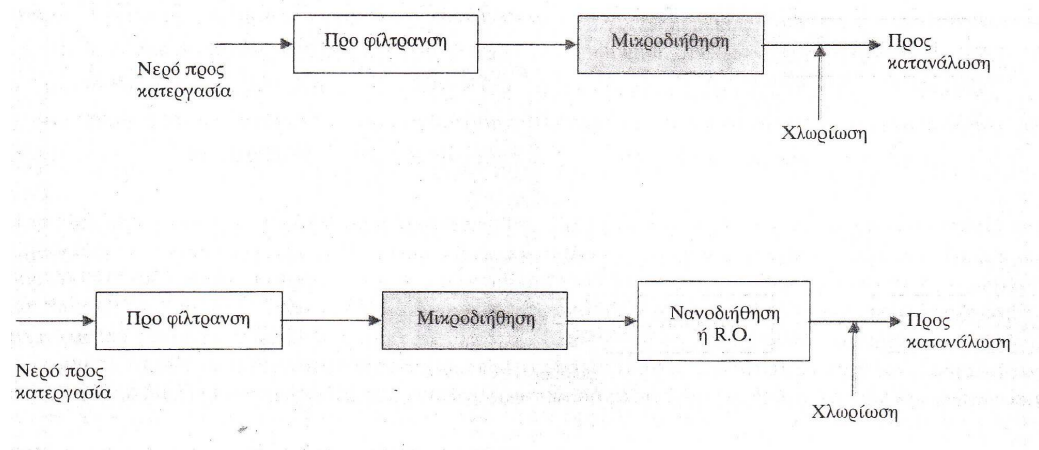 Προ φίλτρανση
Μικροδιήθηση
Προς
κατανάλωση
Νερό προς
κατεργασία
Χλωρίωση
Προ φίλτρανση
Μικροδιήθηση
Νανοδιήθηση
ή R.O.
Προς
κατανάλωση
Νερό προς
κατεργασία
Χλωρίωση